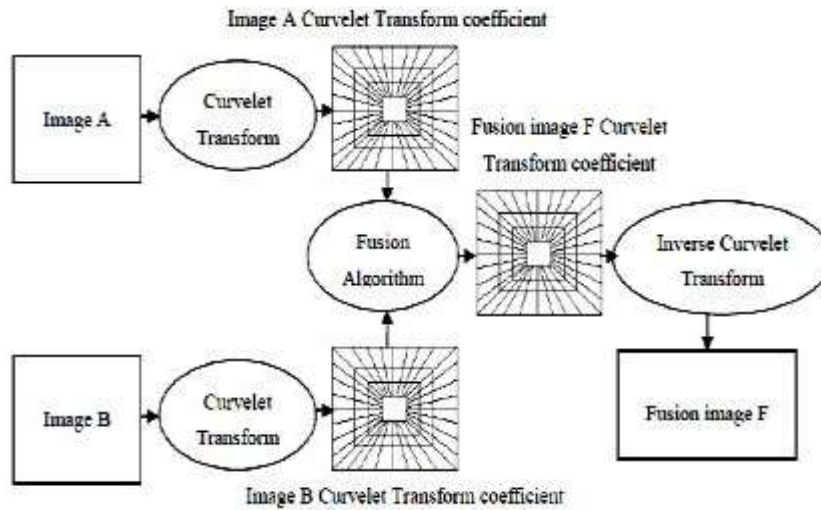 Image A Curvelet Transform coefficient
Image A
Curvelet
Transform
Fusion image F Curvelet
Transform coefficient
Fusion
Algorithm
Inverse Curvelet
Transform
Image B
Curvelet
Transform
Fusion image F
Image B Curvelet Transform coefficient